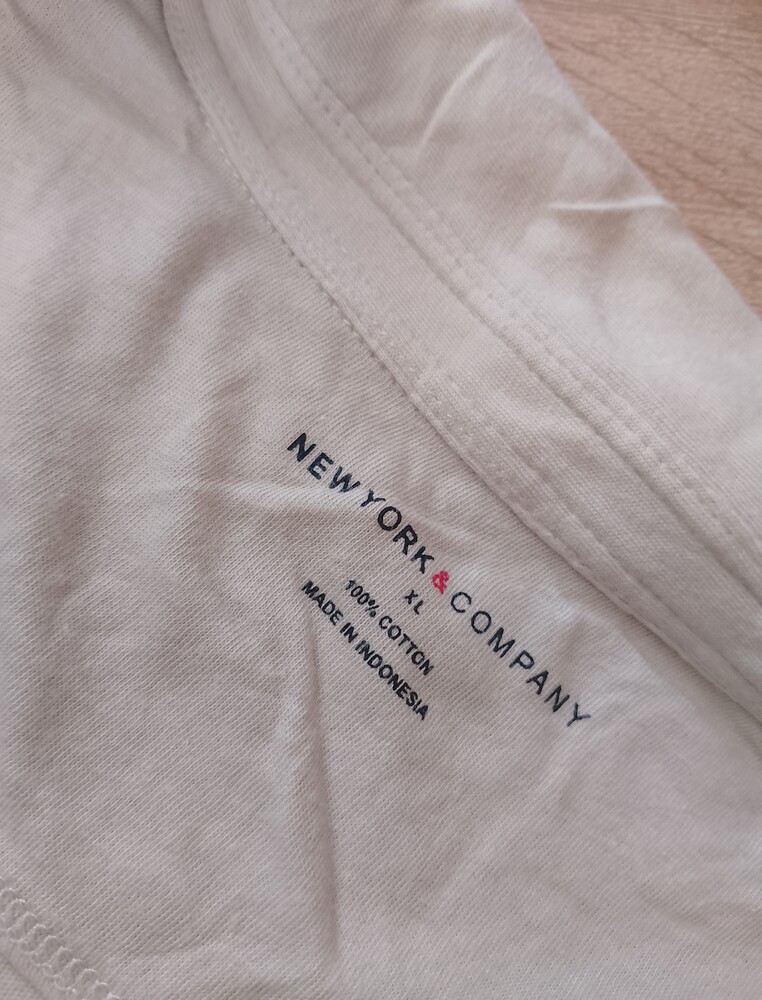 NEW YORK & COMPANY
XL
100% COTTON
MADE IN INDONESIA